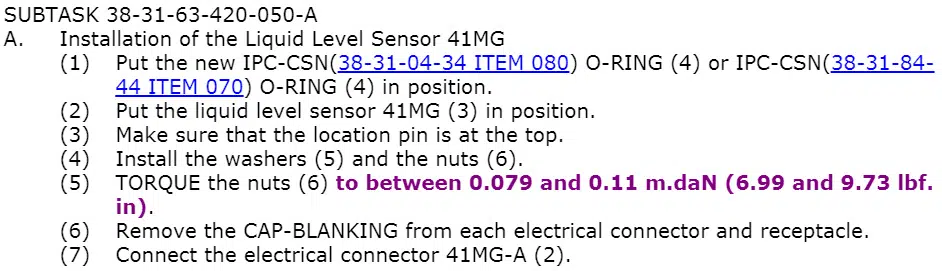 SUBTASK 38-31-63-420-050-A
A. Installation of the Liquid Level Sensor 41MG
(1) Put the new IPC-CSN(38-31-04-34 ITEM 080) O-RING (4) or IPC-CSN(38-31-84-
44 ITEM 070) O-RING (4) in position.
(2) Put the liquid level sensor 41MG (3) in position.
(3) Make sure that the location pin is at the top.
(4) Install the washers (5) and the nuts (6).
(5) TORQUE the nuts (6) to between 0.079 and 0.11 m.daN (6.99 and 9.73 lbf.
in).
(6) Remove the CAP-BLANKING from each electrical connector and receptacle.
(7) Connect the electrical connector 41MG-A (2).